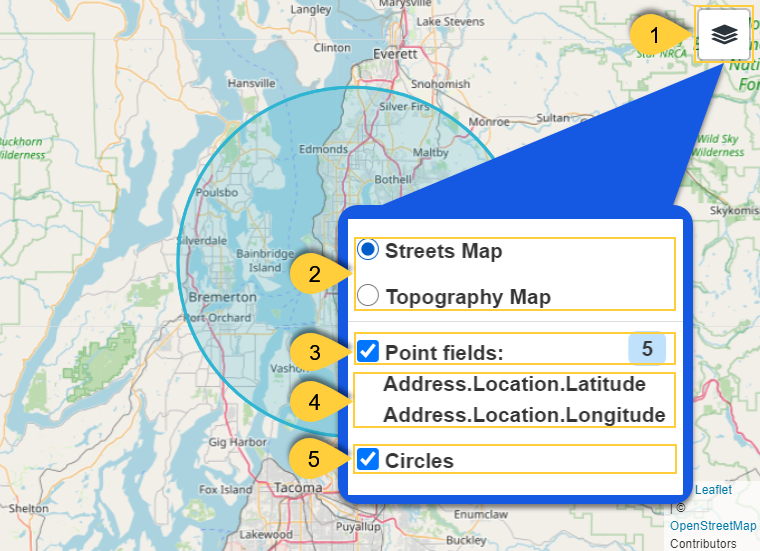 Langley
Marysville
Lake Stevens
Clinton
Everett
1
Hansville
Snohomish
Silver Firs
Monroe
Sultan
Buckhorn
Wilderness
Edmonds
Maltby
Wild Sky
Wilderness
Bothell
Poulsbo
Skykomis
Silverdale
Bainbridge
Island
Streets Map
2
Bremerton
Topography Map
Port Orchard
3
Point fields:
5
Vasho
Address.Location.Latitude
4
Address.Location.Longitude
Gig Harbor
5
Circles
Fox Island
Tacoma
Leaflet
| ©
Shelton
Enumclaw
OpenStreetMap
Puyallup
Lakewood
Buckley
Contributors